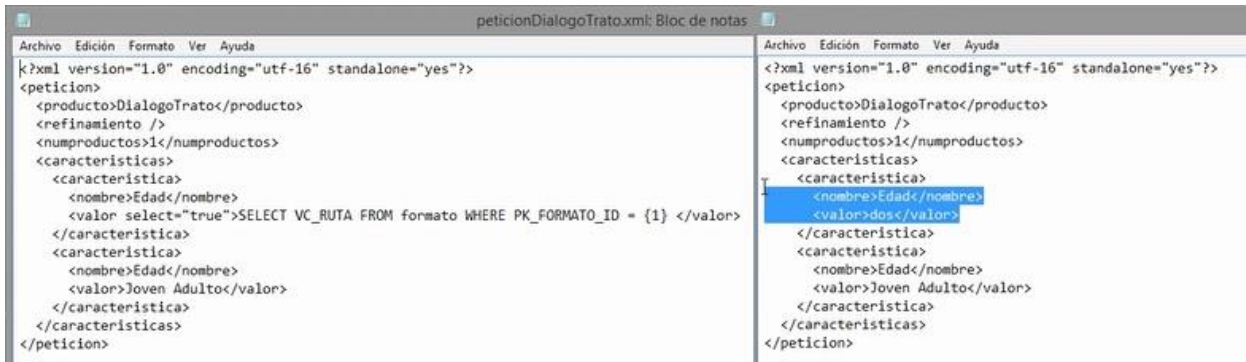 peticionDialogoTrato.xml: Bloc de notas
Archivo Edición Formato Ver Ayuda
<?xml version="1.0" encoding="utf-16" standalone="yes"?>
<peticion>
<producto>DialogoTrato</producto>
<refinamiento />
<numproductos>1</numproductos>
<caracteristicas>
<caracteristica>
<nombre>Edad</nombre>
<valor select="true">SELECT VC_RUTA FROM formato WHERE PK_FORMATO_ID = {1} </valor>
</caracteristica>
<caracteristica>
<nombre>Edad</nombre>
<valor>Joven Adulto</valor>
</caracteristica>
</caracteristicas>
</peticion>
Archivo Edición Formato Ver Ayuda
<?xml version="1.0" encoding="utf-16" standalone="yes"?>
<peticion>
<producto>DialogoTrato</producto>
<refinamiento />
<numproductos>1</numproductos>
<caracteristicas>
<caracteristica>
<nombre>Edad</nombre>
<valor>dos</valor>
</caracteristica>
<caracteristica>
<nombre>Edad</nombre>
<valor>Joven Adulto</valor>
</caracteristica>
</caracteristicas>
</peticion>